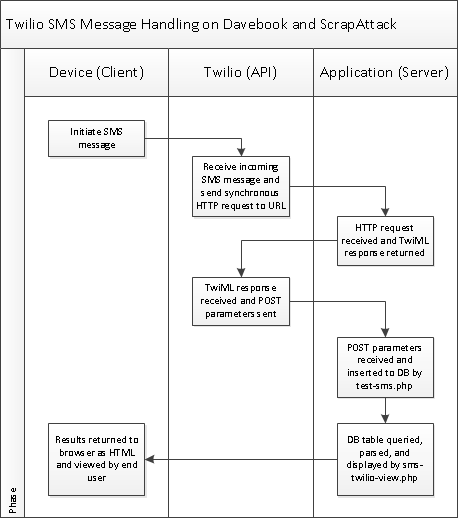 Twilio SMS Message Handling on Davebook and ScrapAttack
Device (Client)
Twilio (API)
Application (Server)
Initiate SMS
message
Receive incoming
SMS message and
send synchronous
HTTP request to URL
HTTP request
received and TwiML
response returned
TwiML response
received and POST
parameters sent
POST parameters
received and
inserted to DB by
test-sms.php
DB table queried,
parsed, and
displayed by sms-
twilio-view.php
Results returned to
browser as HTML
and viewed by end
user
Phase